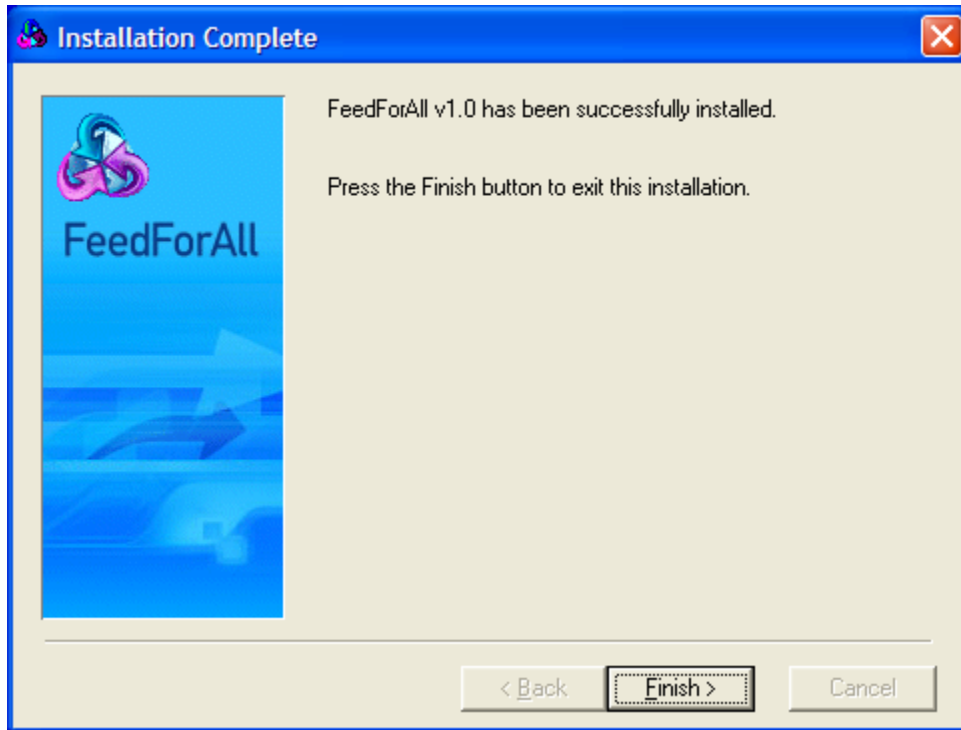 Installation Complete
FeedForAll v1.0 has been successfully installed.
Press the Finish button to exit this installation.
FeedForAll
< Back
Finish >
Cancel